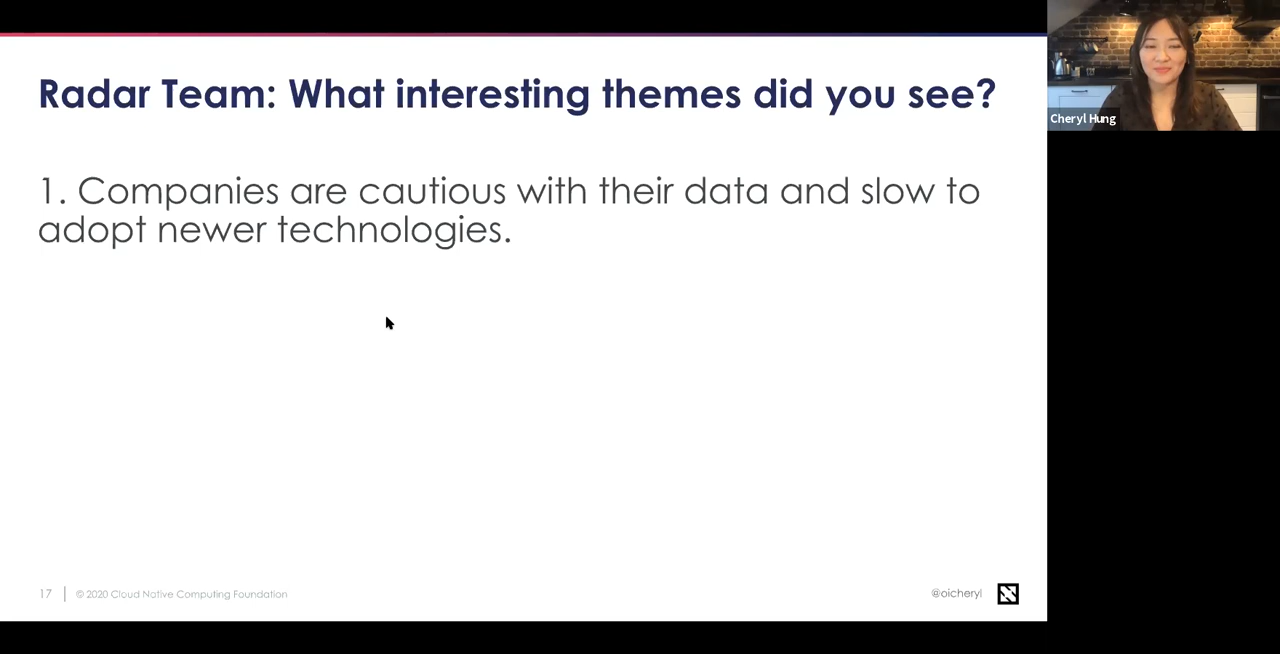 Radar Team: What interesting themes did you see?
Cheryl Hung
1. Companies are cautious with their data and slow to
adopt newer technologies.
17
© 2020 Cloud Native Computing Foundation
@oicheryl